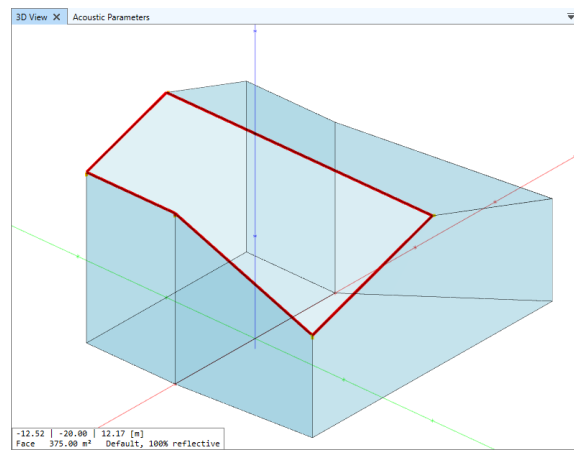 3D View X Acoustic Parameters
-12.52 | -20.00 | 12.17 [m]
Face 375.00 m² Default, 100% reflective